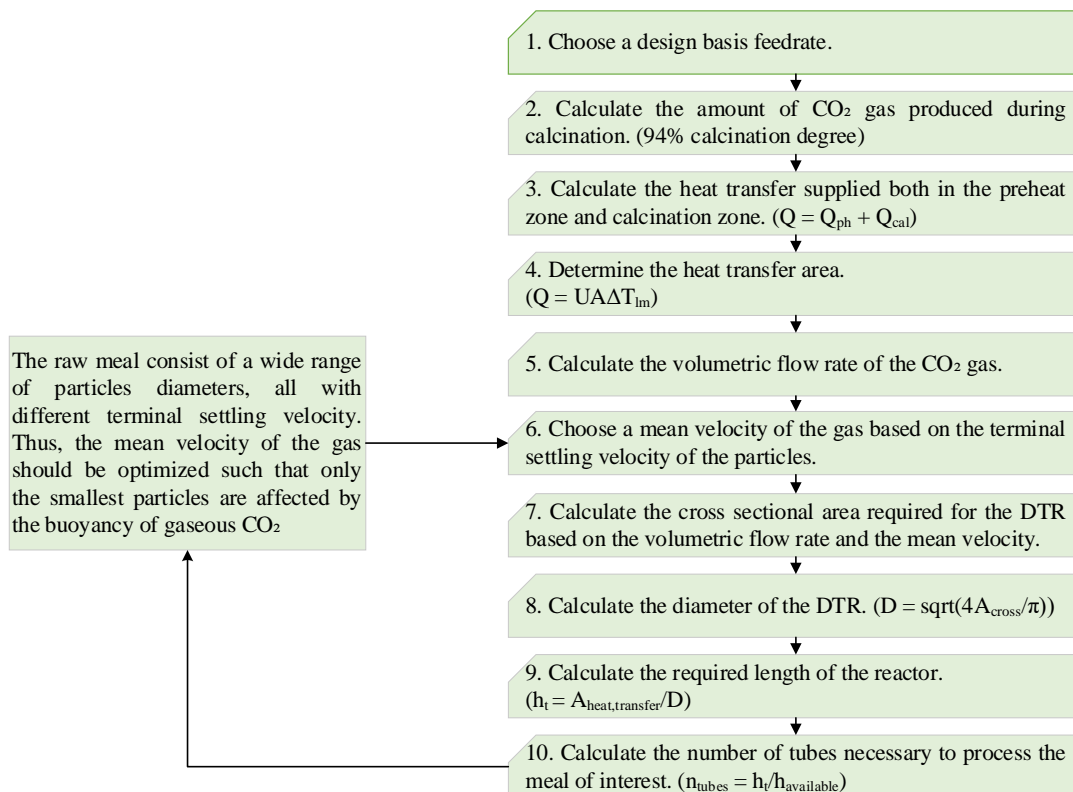 1. Choose a design basis feedrate.
2. Calculate the amount of CO₂ gas produced during
calcination. (94% calcination degree)
3. Calculate the heat transfer supplied both in the preheat
zone and calcination zone. (Q = Qph + Qcal)
4. Determine the heat transfer area.
(Q = UAΔTlm)
5. Calculate the volumetric flow rate of the CO₂ gas.
6. Choose a mean velocity of the gas based on the terminal
settling velocity of the particles.
7. Calculate the cross sectional area required for the DTR
based on the volumetric flow rate and the mean velocity.
8. Calculate the diameter of the DTR. (D = sqrt(4Across/π))
9. Calculate the required length of the reactor.
(ht = Aheat,transfer/D)
10. Calculate the number of tubes necessary to process the
meal of interest. (ntubes = ht/havailable)
The raw meal consist of a wide range
of particles diameters, all with
different terminal settling velocity.
Thus, the mean velocity of the gas
should be optimized such that only
the smallest particles are affected by
the buoyancy of gaseous CO₂